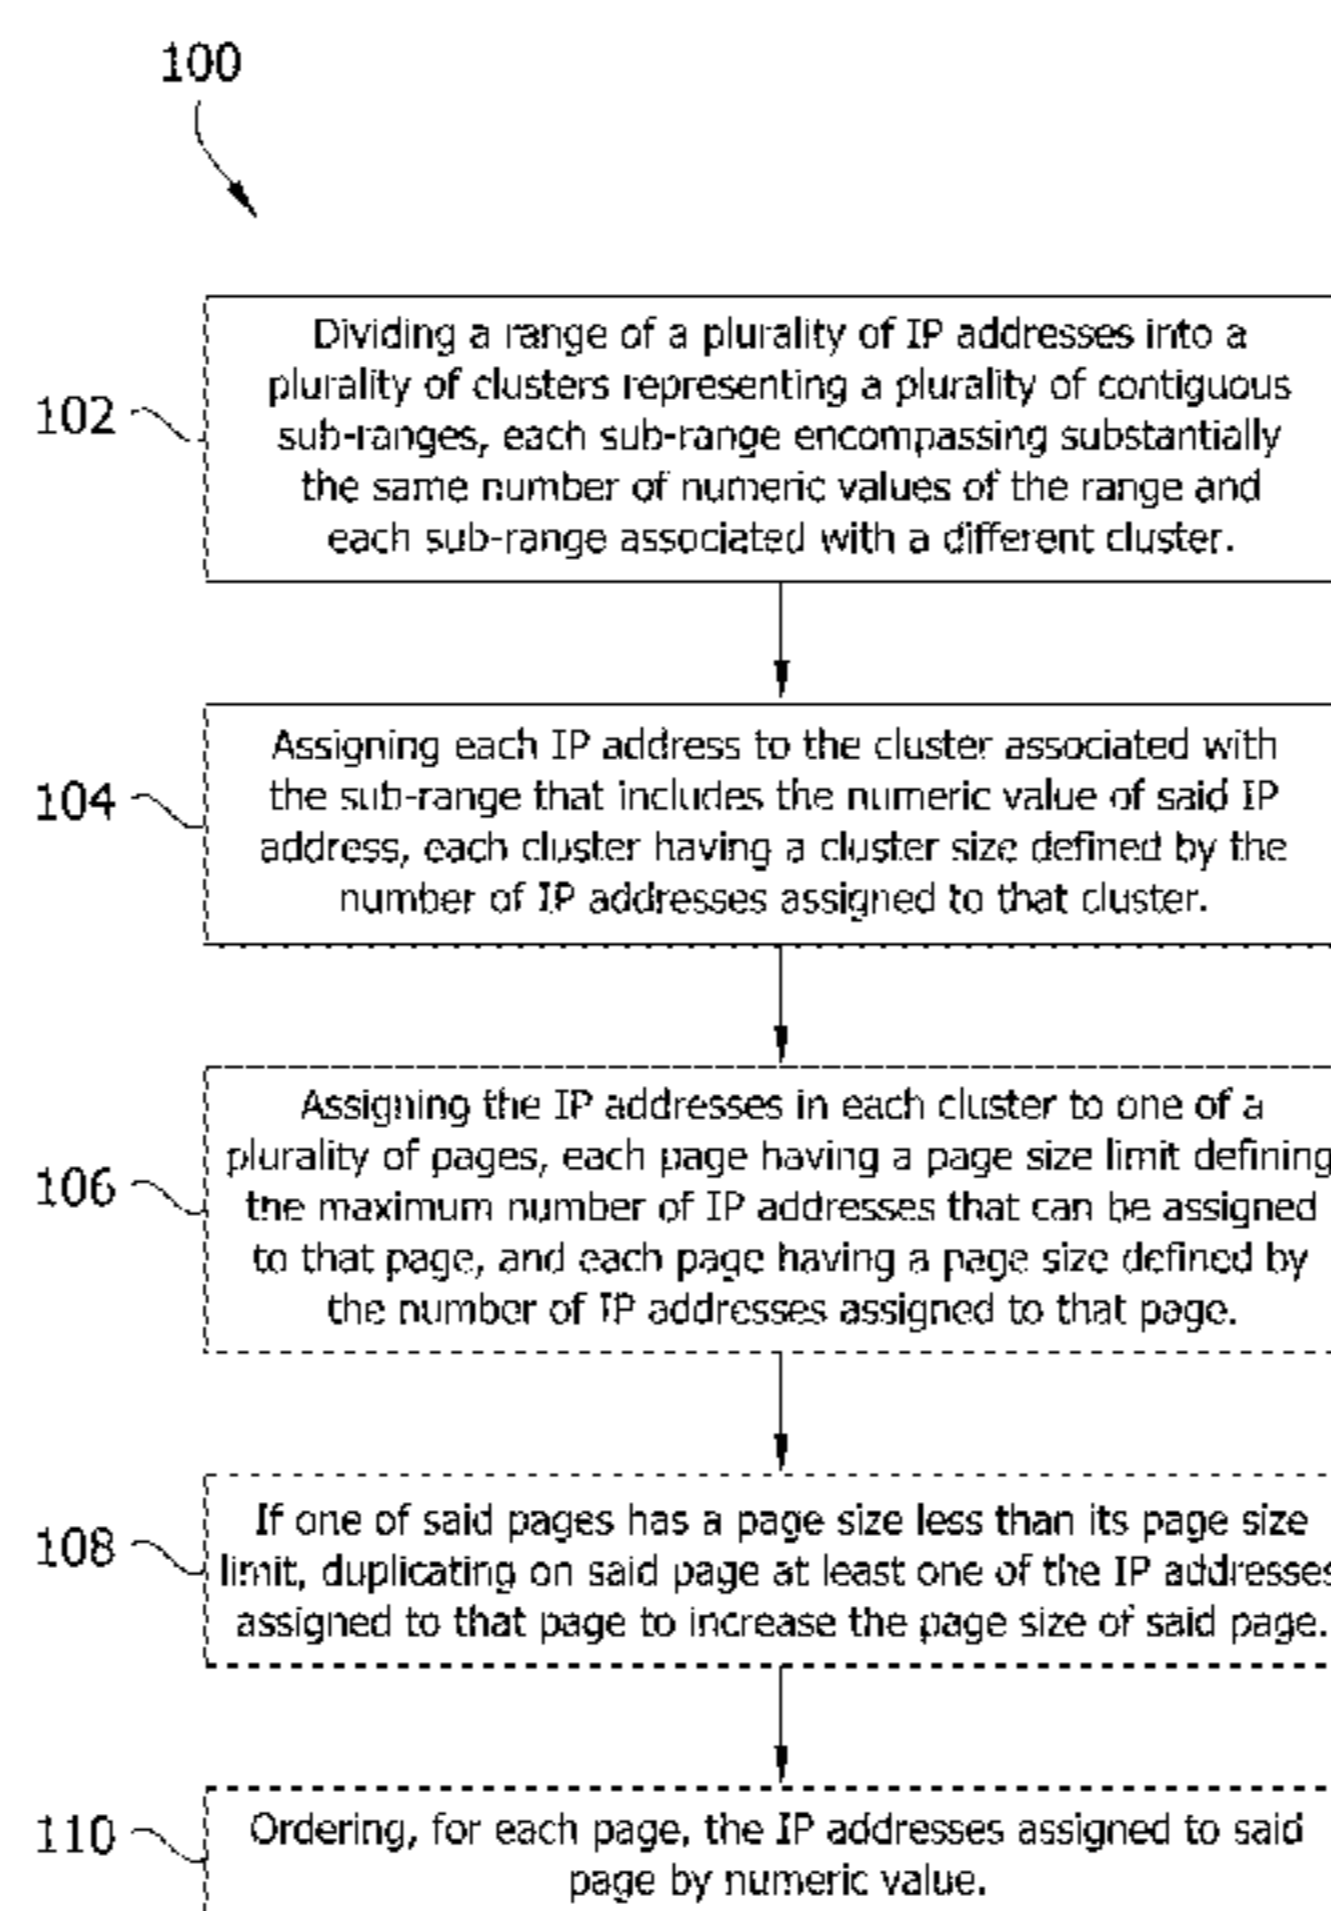 100
102
Dividing a range of a plurality of IP addresses into a
plurality of clusters representing a plurality of contiguous
sub-ranges, each sub-range encompassing substantially
the same number of numeric values of the range and
each sub-range associated with a different cluster.
104
Assigning each IP address to the cluster associated with
the sub-range that includes the numeric value of said IP
address, each cluster having a cluster size defined by the
number of IP addresses assigned to that cluster.
106
Assigning the IP addresses in each cluster to one of a
plurality of pages, each page having a page size limit defining
the maximum number of IP addresses that can be assigned
to that page, and each page having a page size defined by
the number of IP addresses assigned to that page.
108
If one of said pages has a page size less than its page size
limit, duplicating on said page at least one of the IP addresses
assigned to that page to increase the page size of said page.
110
Ordering, for each page, the IP addresses assigned to said
page by numeric value.